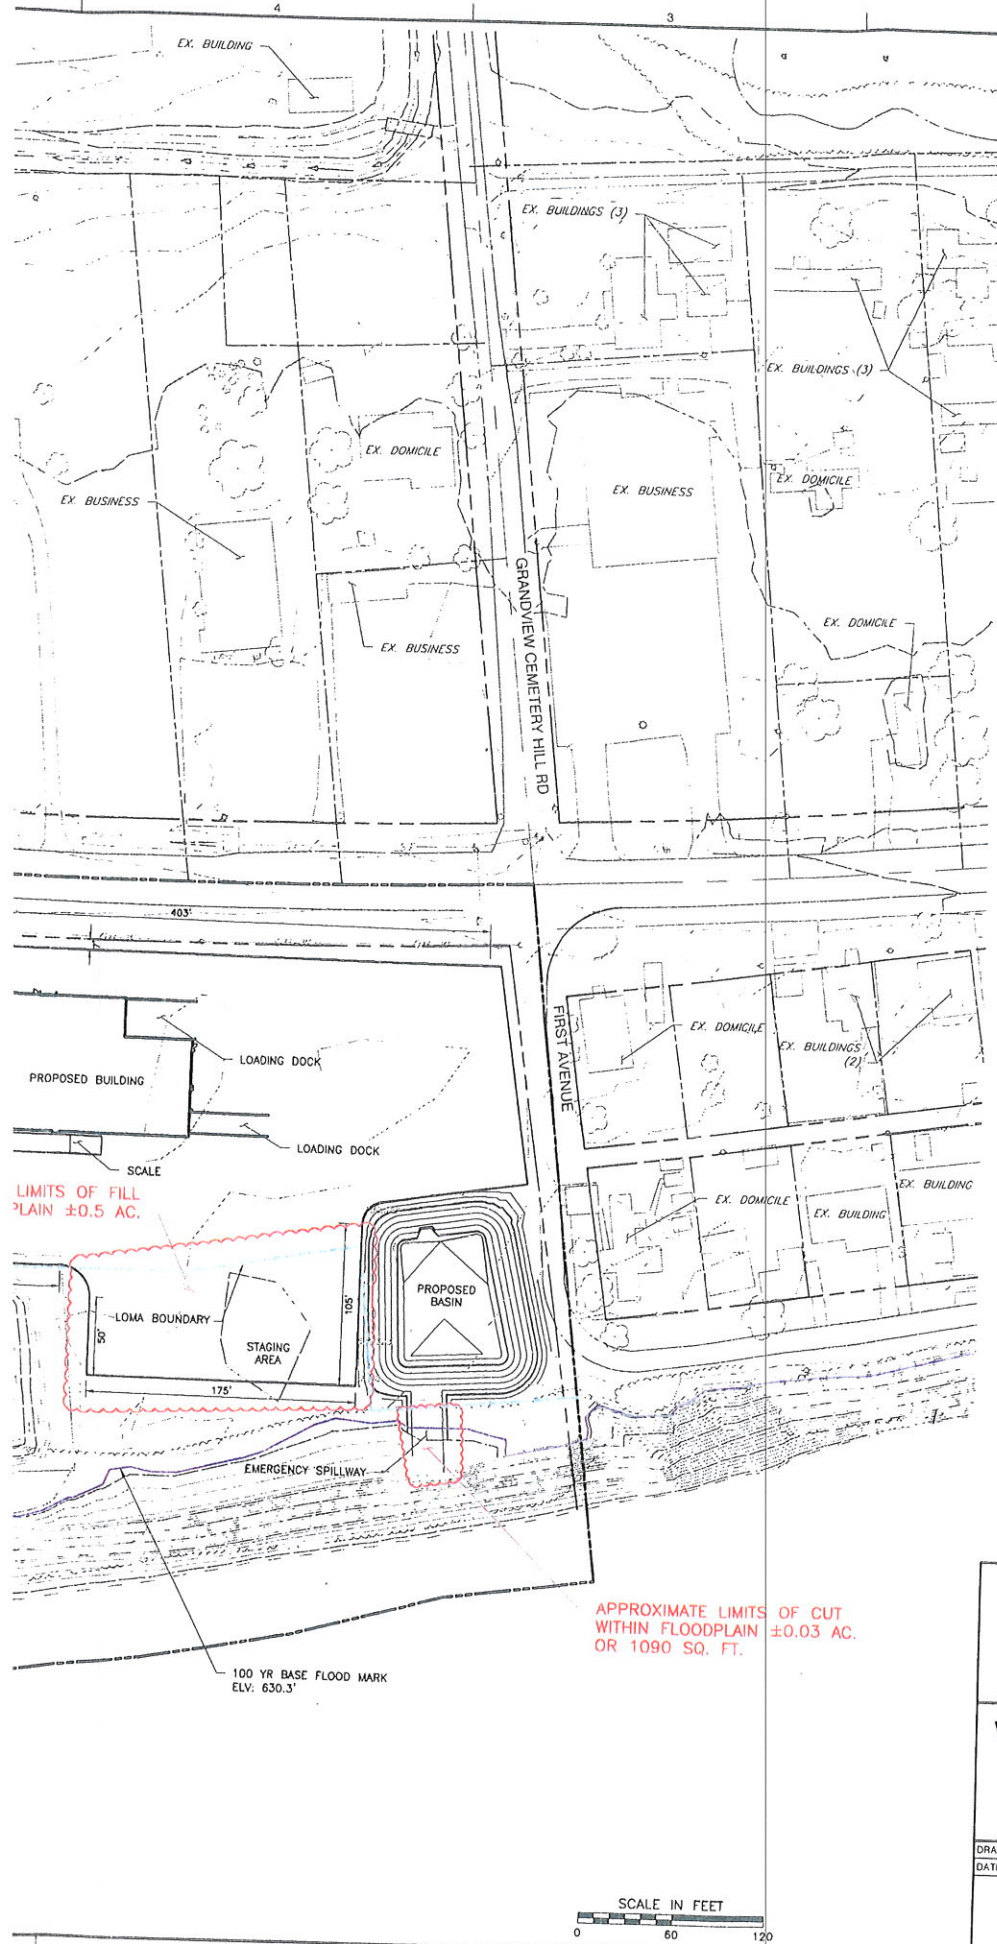 4
3
EX. BUILDING
EX. BUILDINGS (3)
EX. BUILDINGS (3)
EX. DOMICILE
EX. BUSINESS
EX. BUSINESS
EX. DOMICILE
EX. DOMICILE
EX. BUSINESS
GRANDVIEW CEMETERY HILL RD
403'
FIRST AVENUE
LOADING DOCK
PROPOSED BUILDING
LOADING DOCK
SCALE
EX. DOMICILE
EX. BUILDINGS
(2)
LIMITS OF FILL
PLAIN ±0.5 AC.
EX. DOMICILE
EX. BUILDING
EX. BUILDING
PROPOSED
BASIN
LOMA BOUNDARY
50'
105'
STAGING
AREA
175'
EMERGENCY SPILLWAY
APPROXIMATE LIMITS OF CUT
WITHIN FLOODPLAIN ±0.03 AC.
OR 1090 SQ. FT.
100 YR BASE FLOOD MARK
ELV: 630.3'
DRA
DAT
SCALE IN FEET
0 60 120